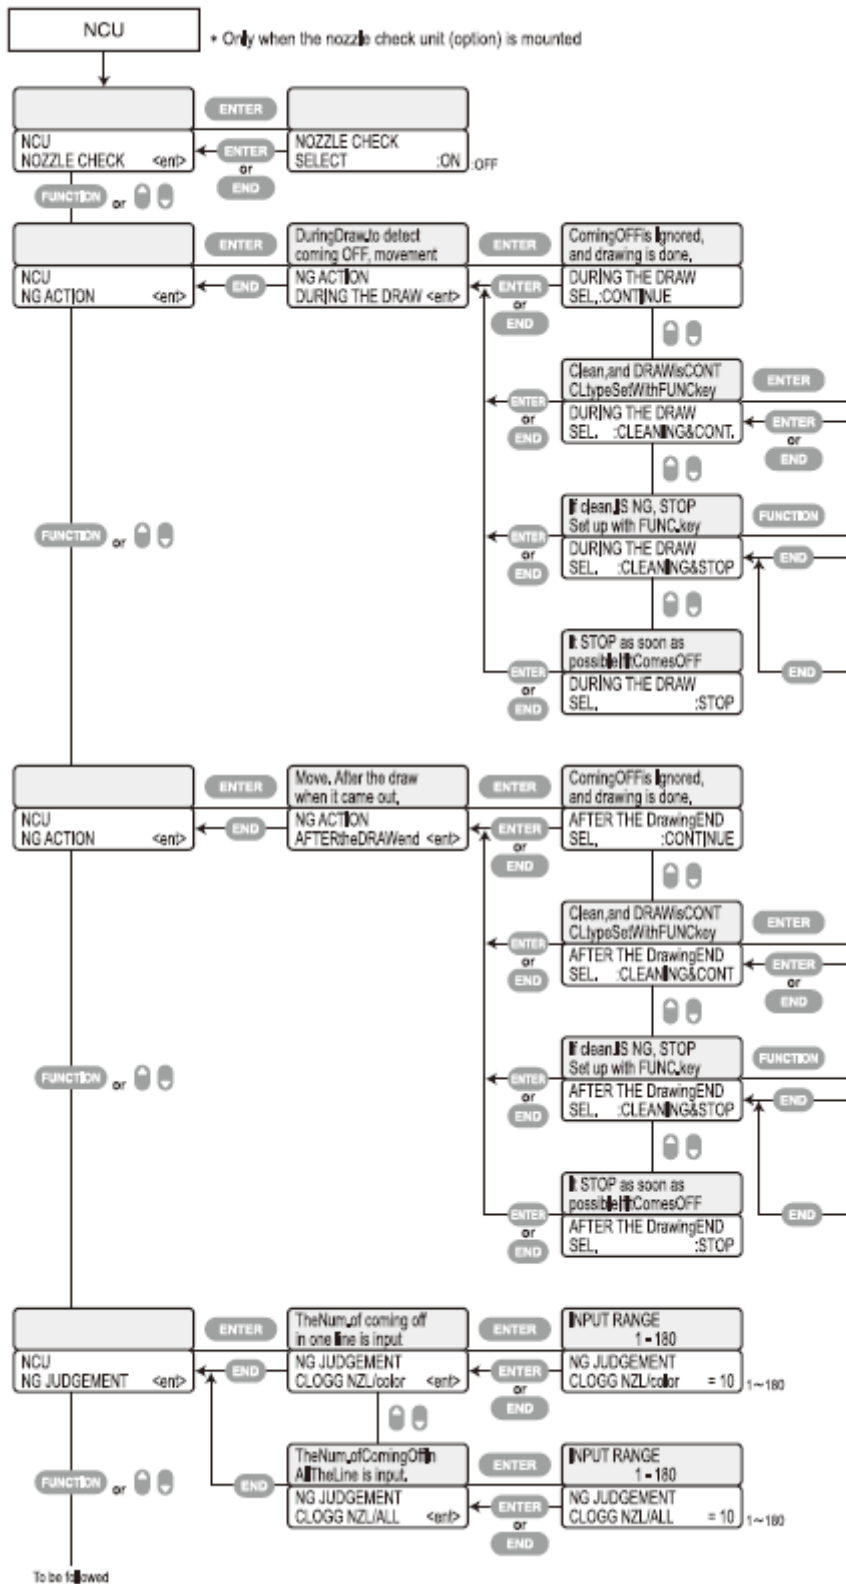 NCU
* Only when the nozzle check unit (option) is mounted
ENTER
NCU
NOZZLE CHECK <ent>
ENTER
or
END
NOZZLE CHECK
SELECT :ON :OFF
FUNCTION or
ENTER
DuringDraw.to detect
coming OFF, movement
ENTER
ComingOFFis Ignored,
and drawing is done,
NCU
NG ACTION <ent>
END
NG ACTION
DURING THE DRAW <ent>
ENTER
or
END
DURING THE DRAW
SEL.:CONTINUE
Clean,and DRAWisCONT
CLtypeSetWithFUNCkey
ENTER
ENTER
or
END
DURING THE DRAW
SEL. :CLEANING&CONT.
ENTER
or
END
FUNCTION or
If clean.IS NG, STOP
Set up with FUNC.key
FUNCTION
ENTER
or
END
DURING THE DRAW
SEL. :CLEANING&STOP
END
It STOP as soon as
possibleIfItComesOFF
ENTER
or
END
DURING THE DRAW
SEL. :STOP
END
ENTER
Move. After the draw
when it came out,
ENTER
ComingOFFis Ignored,
and drawing is done,
NCU
NG ACTION <ent>
END
NG ACTION
AFTERtheDRAWend <ent>
ENTER
or
END
AFTER THE DrawingEND
SEL. :CONTINUE
Clean,and DRAWisCONT
CLtypeSetWithFUNCkey
ENTER
ENTER
or
END
AFTER THE DrawingEND
SEL. :CLEANING&CONT
ENTER
or
END
FUNCTION or
If clean.IS NG, STOP
Set up with FUNC.key
FUNCTION
ENTER
or
END
AFTER THE DrawingEND
SEL. :CLEANING&STOP
END
It STOP as soon as
possibleIfItComesOFF
ENTER
or
END
AFTER THE DrawingEND
SEL. :STOP
END
ENTER
TheNum.of coming off
in one line is input
ENTER
INPUT RANGE
1 - 180
NCU
NG JUDGEMENT <ent>
END
NG JUDGEMENT
CLOGG NZL/color <ent>
ENTER
or
END
NG JUDGEMENT
CLOGG NZL/color = 10 1~180
FUNCTION or
END
TheNum.ofComingOffIn
AllTheLine is input.
ENTER
INPUT RANGE
1 - 180
NG JUDGEMENT
CLOGG NZL/ALL <ent>
ENTER
or
END
NG JUDGEMENT
CLOGG NZL/ALL = 10 1~180
To be followed